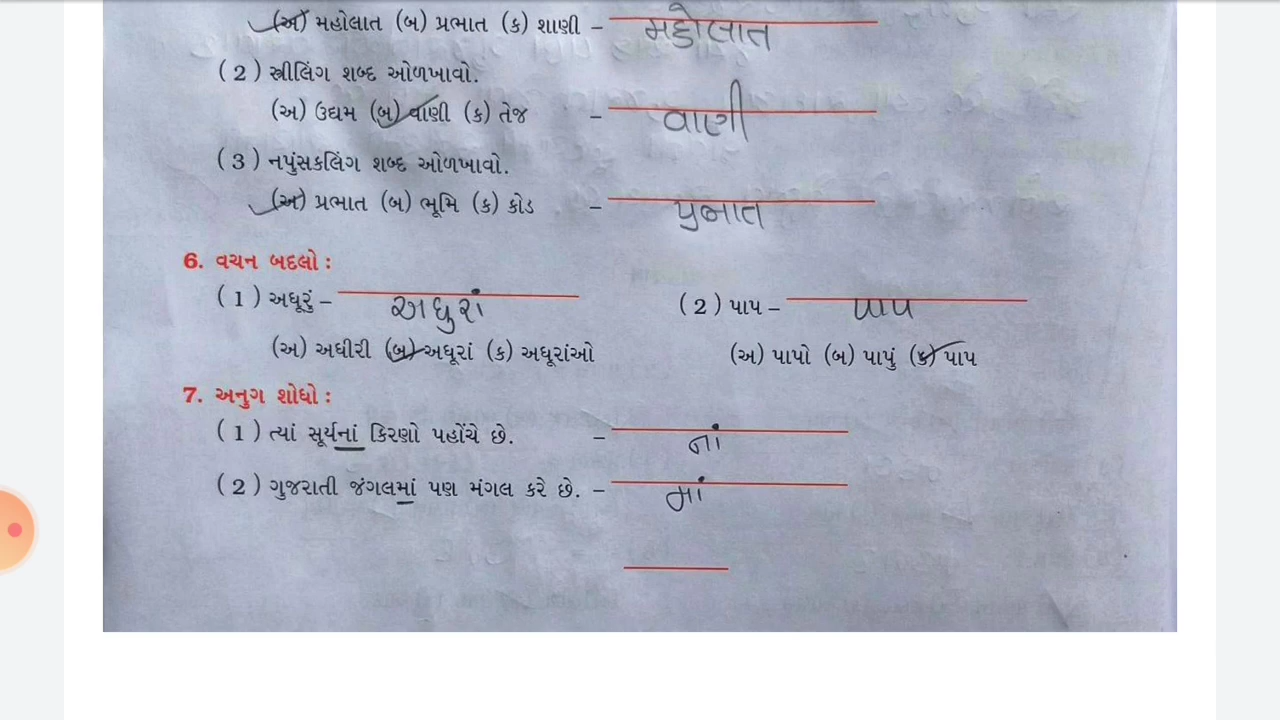 (અ) મહોલાત (બ) પ્રભાત (ક) શાણી – મહોલાત
(2) સ્ત્રીલિંગ શબ્દ ઓળખાવો.
(અ) ઉદ્યમ (બ) વાણી (ક) તેજ – વાણી
(3) નપુંસકલિંગ શબ્દ ઓળખાવો.
(અ) પ્રભાત (બ) ભૂમિ (ક) કોડ – પ્રભાત
6. વચન બદલો :
(1) અધૂરું – અધુરાં (2) પાપ – પાપ
(અ) અધીરી (બ) અધૂરાં (ક) અધૂરાંઓ (અ) પાપો (બ) પાપું (ક) પાપ
7. અનુગ શોધો :
(1) ત્યાં સૂર્યનાં કિરણો પહોંચે છે. – નાં
(2) ગુજરાતી જંગલમાં પણ મંગલ કરે છે. – માં